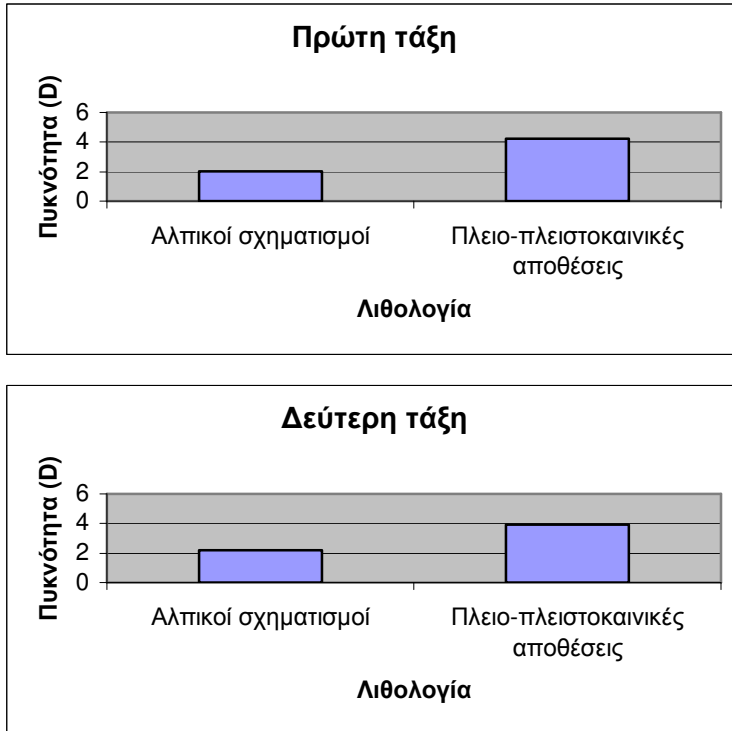 Πρώτη τάξη
Πυκνότητα (D)
6
4
2
0
Αλπικοί σχηματισμοί
Πλειο-πλειστοκαινικές
αποθέσεις
Λιθολογία
Δεύτερη τάξη
Πυκνότητα (D)
6
4
2
0
Αλπικοί σχηματισμοί
Πλειο-πλειστοκαινικές
αποθέσεις
Λιθολογία